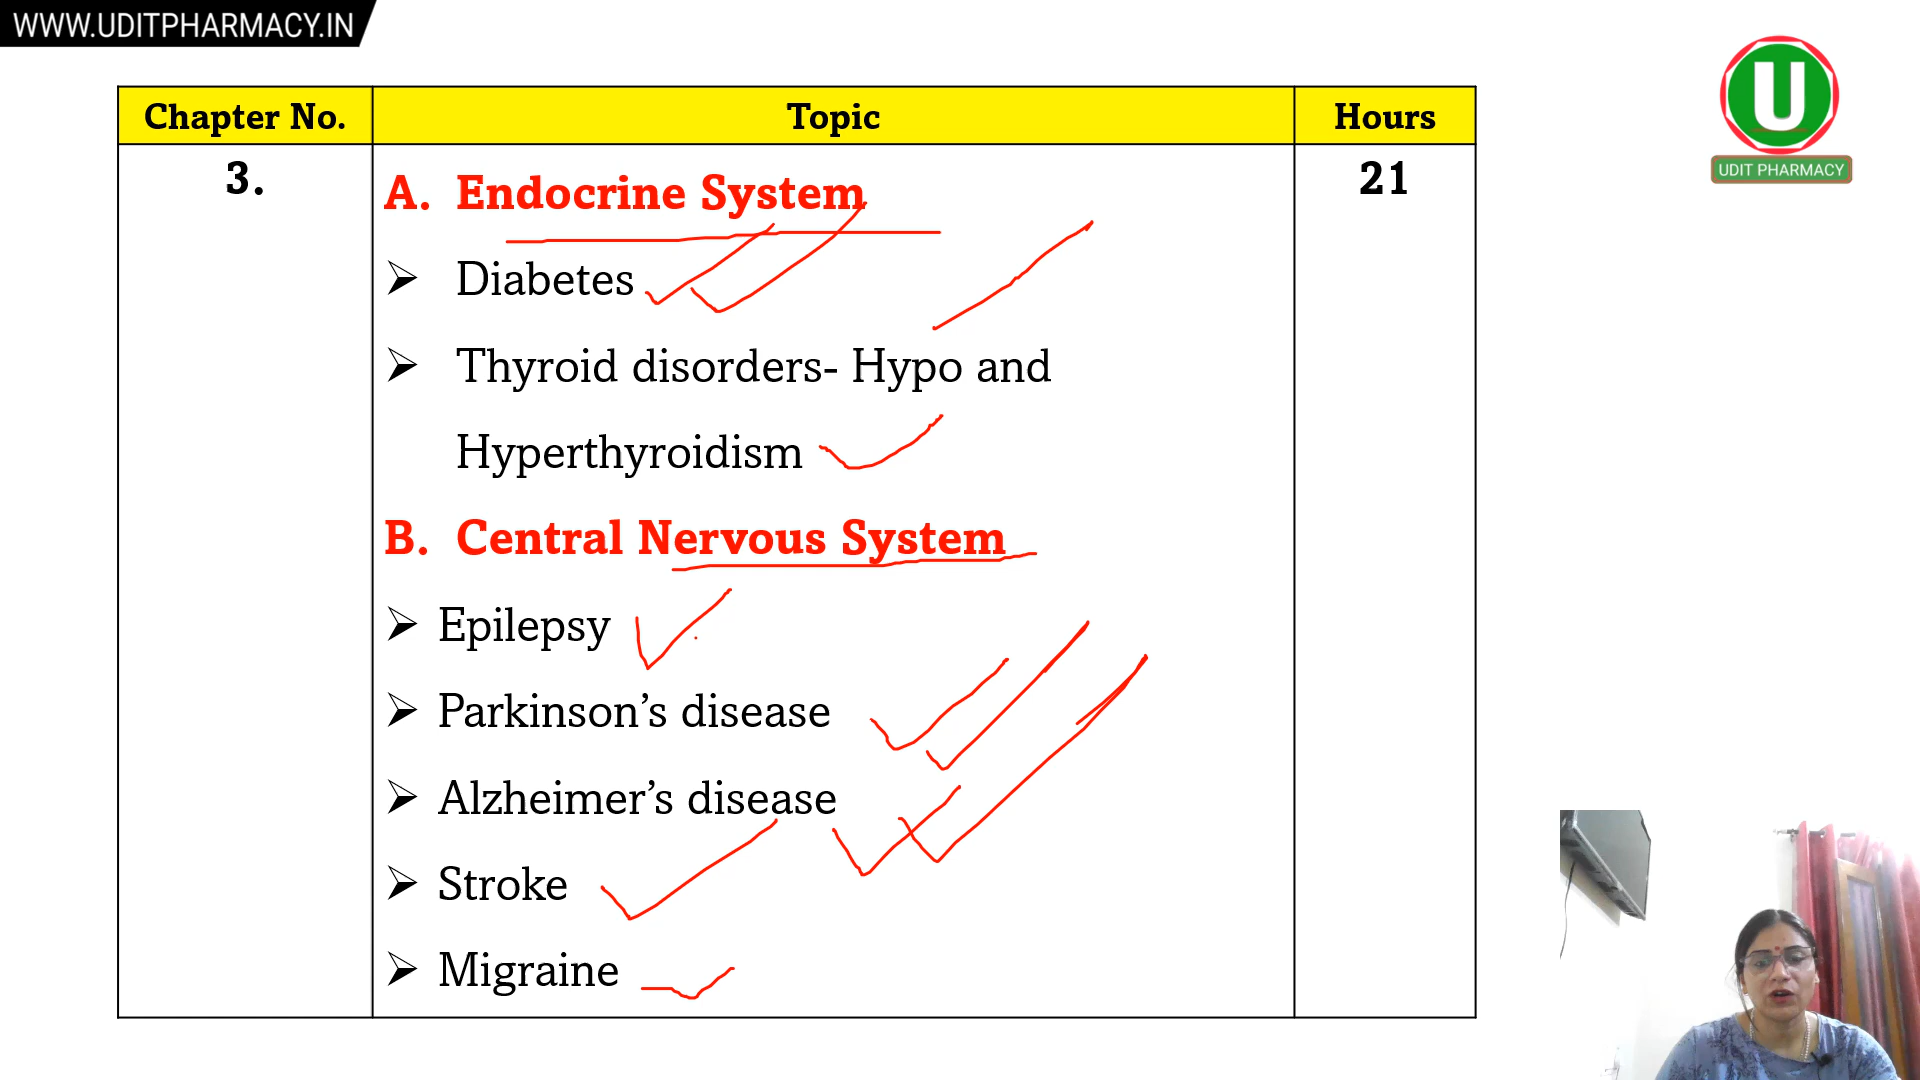 WWW.UDITPHARMACY.IN
U
UDIT PHARMACY
Chapter No. Topic Hours
3. A. Endocrine System 21
➢ Diabetes
➢ Thyroid disorders- Hypo and
Hyperthyroidism
B. Central Nervous System
➢ Epilepsy
➢ Parkinson’s disease
➢ Alzheimer’s disease
➢ Stroke
➢ Migraine